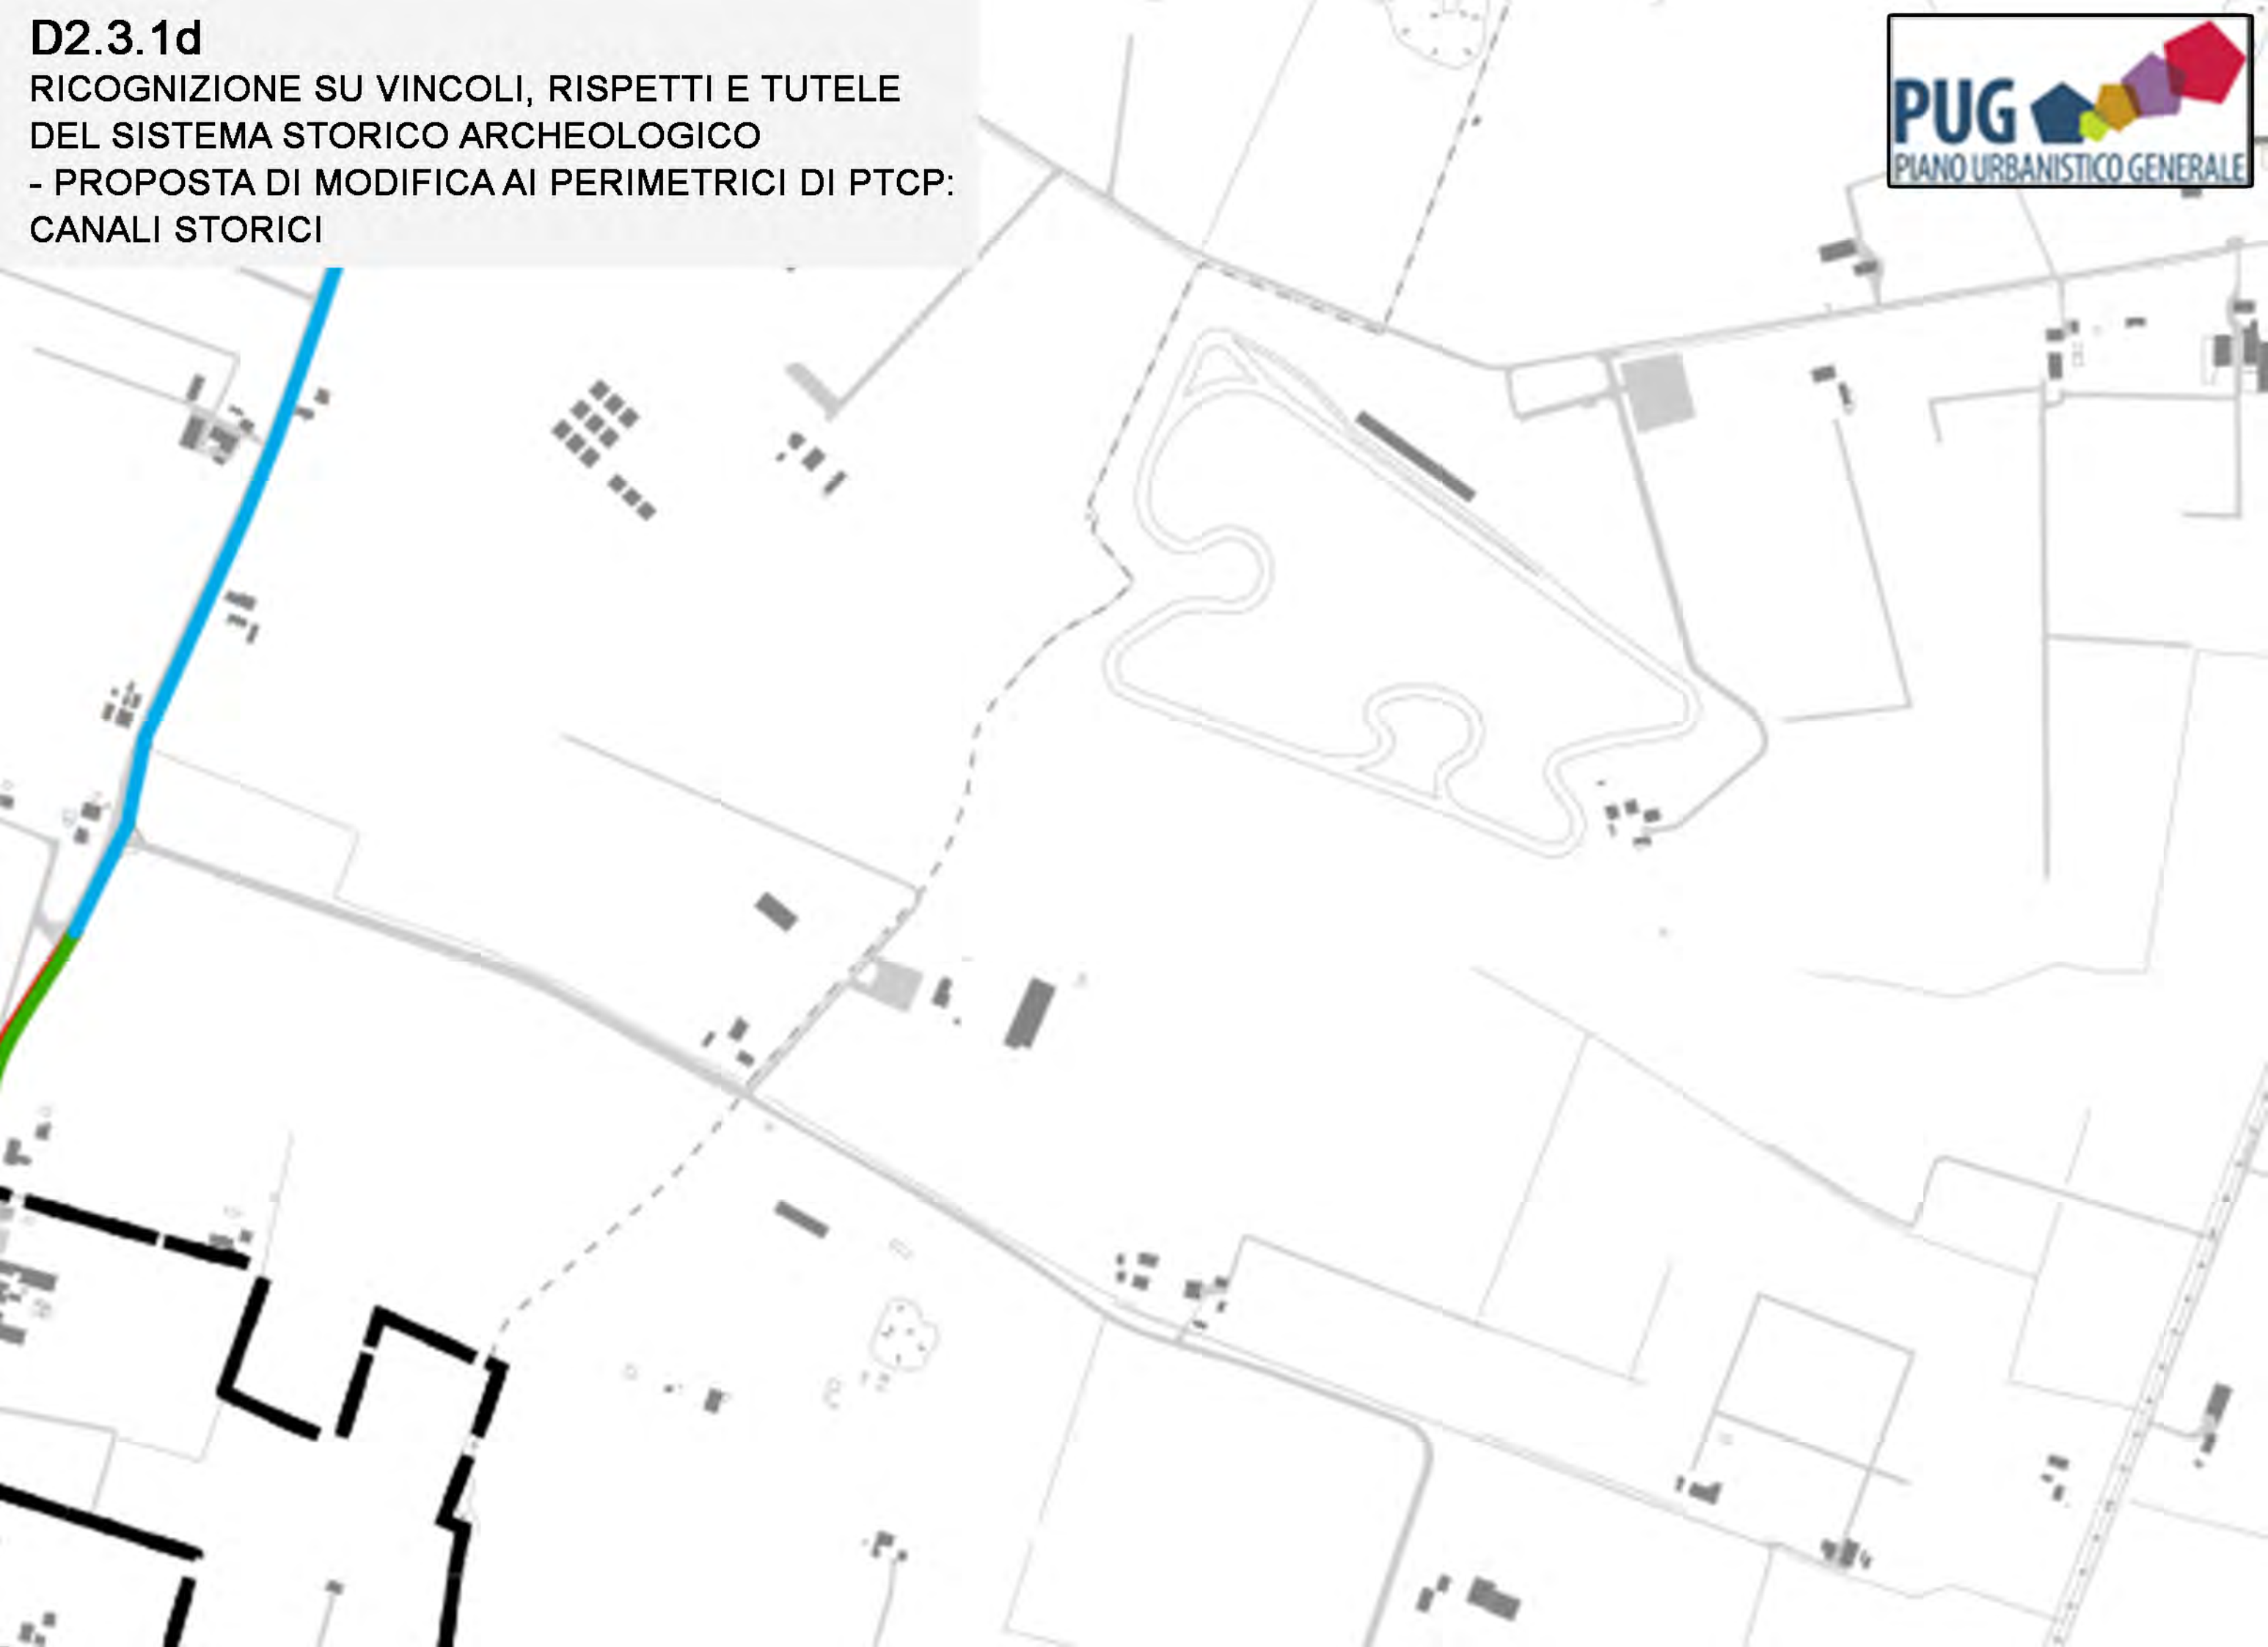 D2.3.1d
RICOGNIZIONE SU VINCOLI, RISPETTI E TUTELE
DEL SISTEMA STORICO ARCHEOLOGICO
- PROPOSTA DI MODIFICA AI PERIMETRICI DI PTCP:
CANALI STORICI
PUG
PIANO URBANISTICO GENERALE